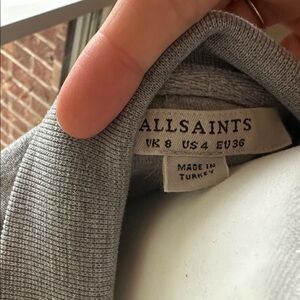 ALLSAINTS
UK 8 US 4 EU 36
MADE IN
TURKEY